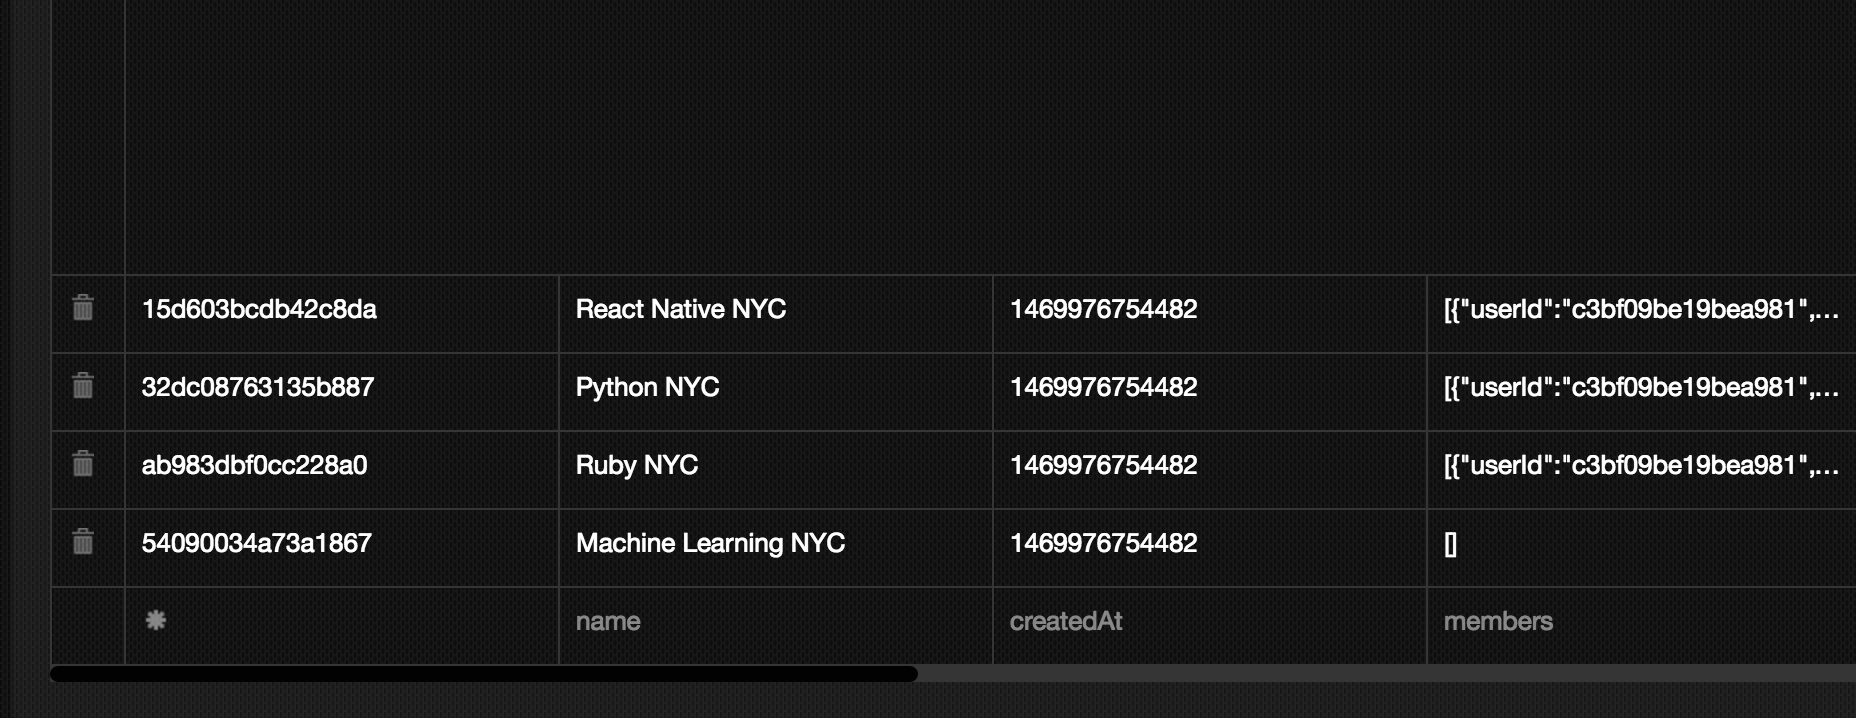 15d603bcdb42c8da React Native NYC 1469976754482 [{"userId":"c3bf09be19bea981",...
32dc08763135b887 Python NYC 1469976754482 [{"userId":"c3bf09be19bea981",...
ab983dbf0cc228a0 Ruby NYC 1469976754482 [{"userId":"c3bf09be19bea981",...
54090034a73a1867 Machine Learning NYC 1469976754482 []
name createdAt members